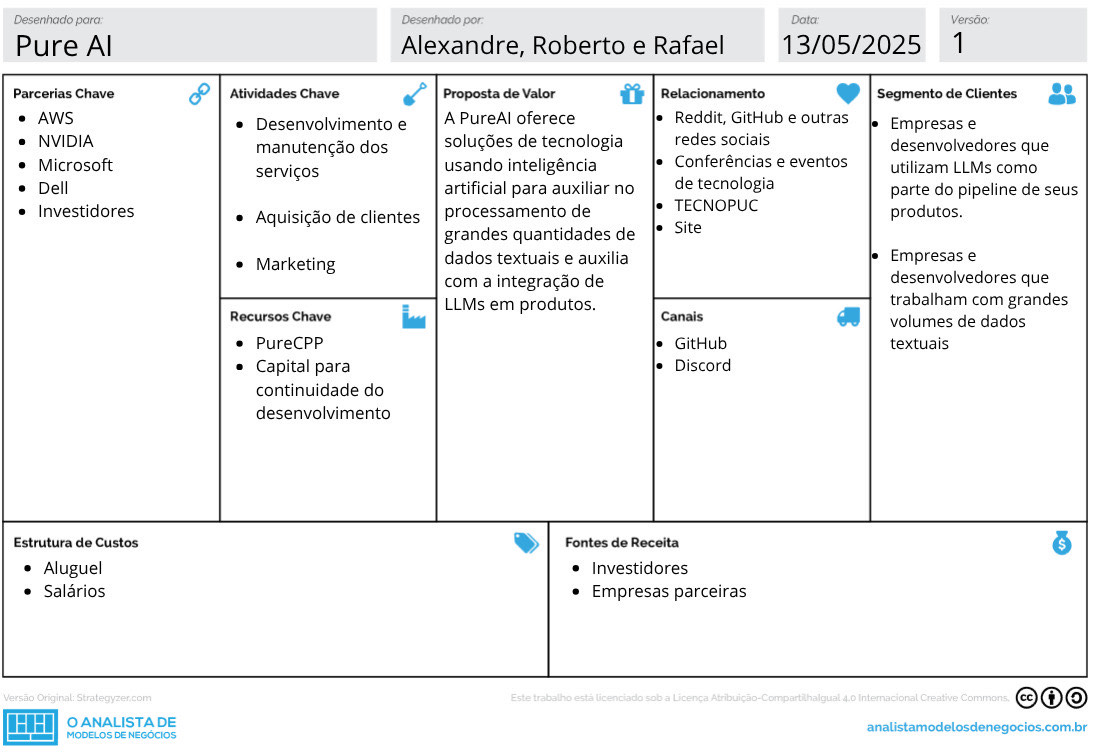 Desenhado para:
Pure AI
Desenhado por:
Alexandre, Roberto e Rafael
Data:
13/05/2025
Versão:
1
Parcerias Chave
• AWS
• NVIDIA
• Microsoft
• Dell
• Investidores
Atividades Chave
• Desenvolvimento e
manutenção dos
serviços
• Aquisição de clientes
• Marketing
Recursos Chave
• PureCPP
• Capital para
continuidade do
desenvolvimento
Proposta de Valor
A PureAI oferece
soluções de tecnologia
usando inteligência
artificial para auxiliar no
processamento de
grandes quantidades de
dados textuais e auxilia
com a integração de
LLMs em produtos.
Relacionamento
• Reddit, GitHub e outras
redes sociais
• Conferências e eventos
de tecnologia
• TECNOPUC
• Site
Canais
• GitHub
• Discord
Segmento de Clientes
• Empresas e
desenvolvedores que
utilizam LLMs como
parte do pipeline de seus
produtos.
• Empresas e
desenvolvedores que
trabalham com grandes
volumes de dados
textuais
Estrutura de Custos
• Aluguel
• Salários
Fontes de Receita
• Investidores
• Empresas parceiras
Versão Original: Strategyzer.com
Este trabalho está licenciado sob a Licença Atribuição-CompartilhaIgual 4.0 Internacional Creative Commons.
cc
O ANALISTA DE
MODELOS DE NEGÓCIOS
analistamodelosdenegocios.com.br